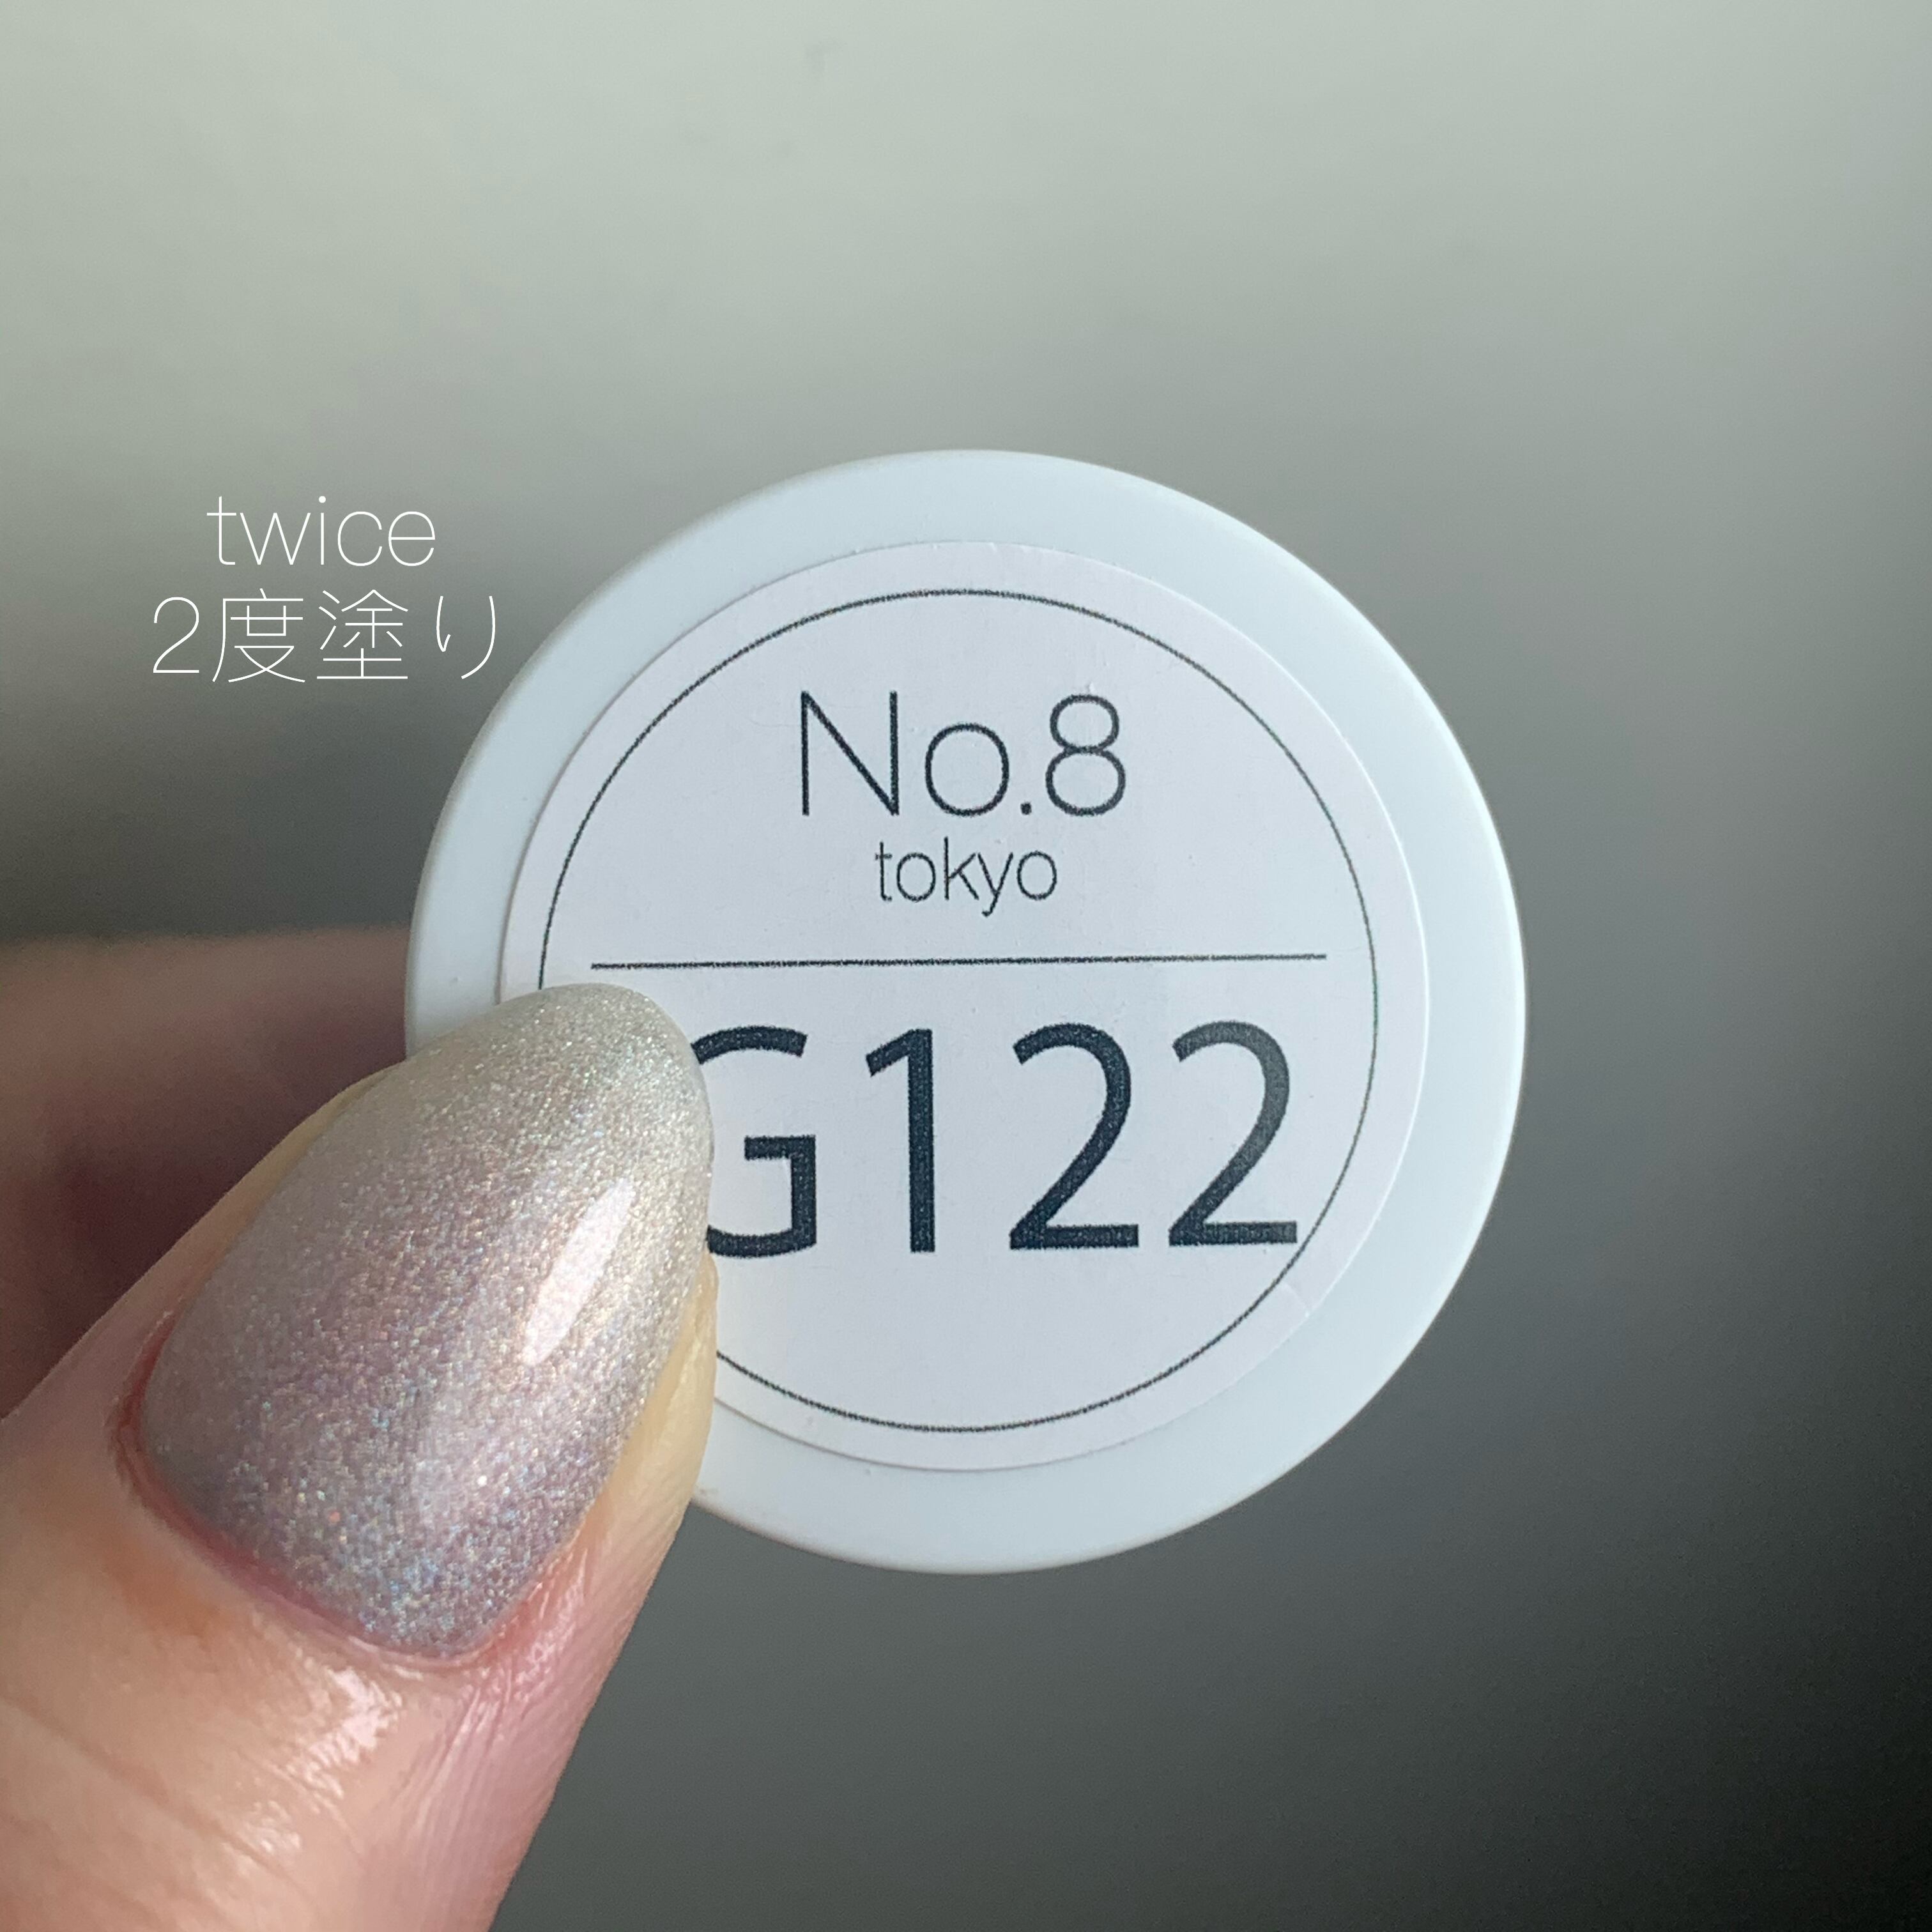 twice
2度塗り
No.8
tokyo
G122